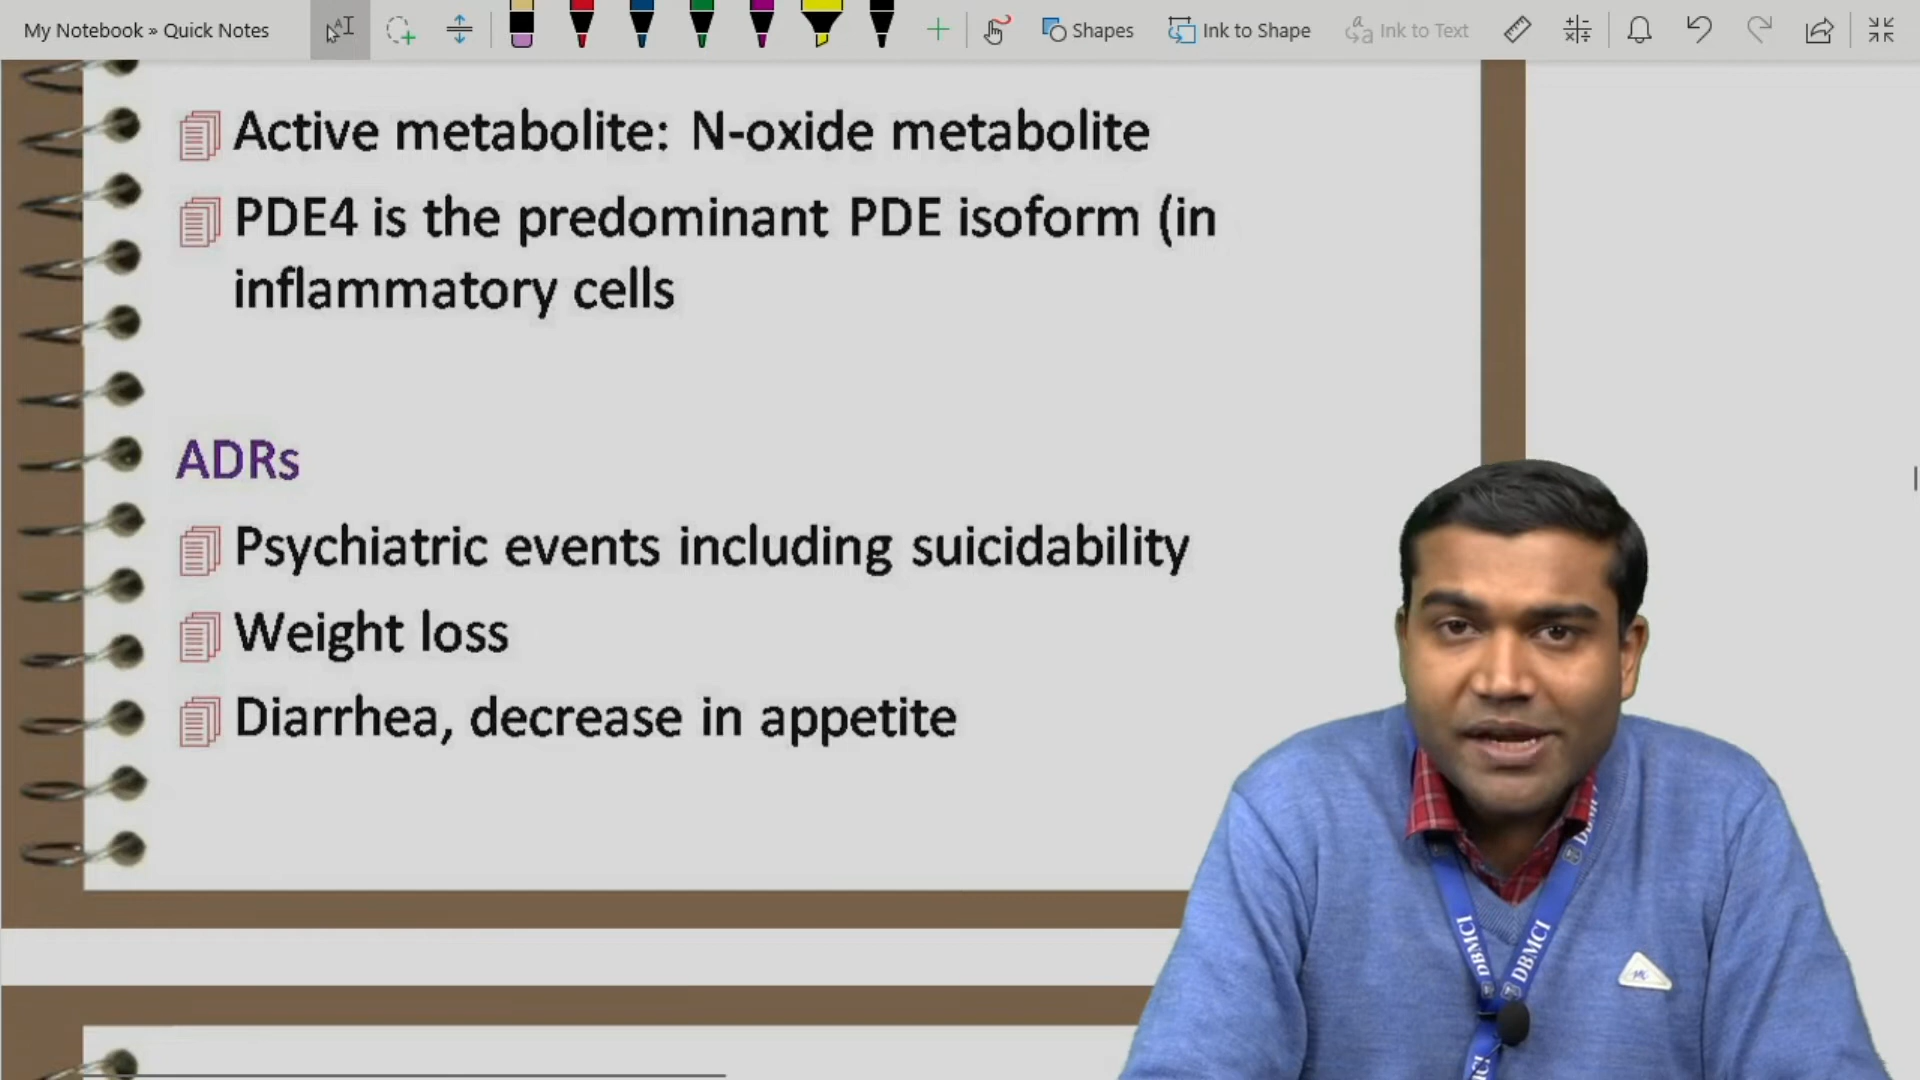 My Notebook » Quick Notes
Shapes
Ink to Shape
Ink to Text
Active metabolite: N-oxide metabolite
PDE4 is the predominant PDE isoform (in
inflammatory cells
ADRs
Psychiatric events including suicidability
Weight loss
Diarrhea, decrease in appetite
DBMCI
DBMCI